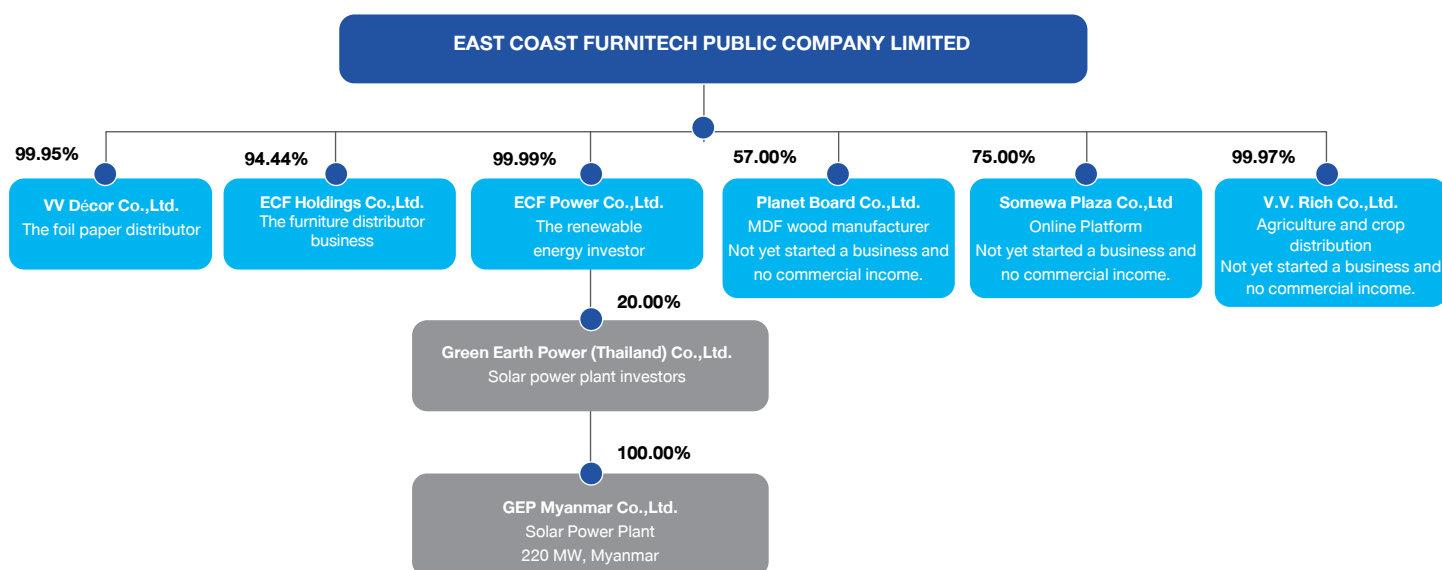 EAST COAST FURNITECH PUBLIC COMPANY LIMITED
99.95%
VV Décor Co.,Ltd.
The foil paper distributor
94.44%
ECF Holdings Co.,Ltd.
The furniture distributor
business
99.99%
ECF Power Co.,Ltd.
The renewable
energy investor
57.00%
Planet Board Co.,Ltd.
MDF wood manufacturer
Not yet started a business and
no commercial income.
75.00%
Somewa Plaza Co.,Ltd
Online Platform
Not yet started a business and
no commercial income.
99.97%
V.V. Rich Co.,Ltd.
Agriculture and crop
distribution
Not yet started a business and
no commercial income.
20.00%
Green Earth Power (Thailand) Co.,Ltd.
Solar power plant investors
100.00%
GEP Myanmar Co.,Ltd.
Solar Power Plant
220 MW, Myanmar